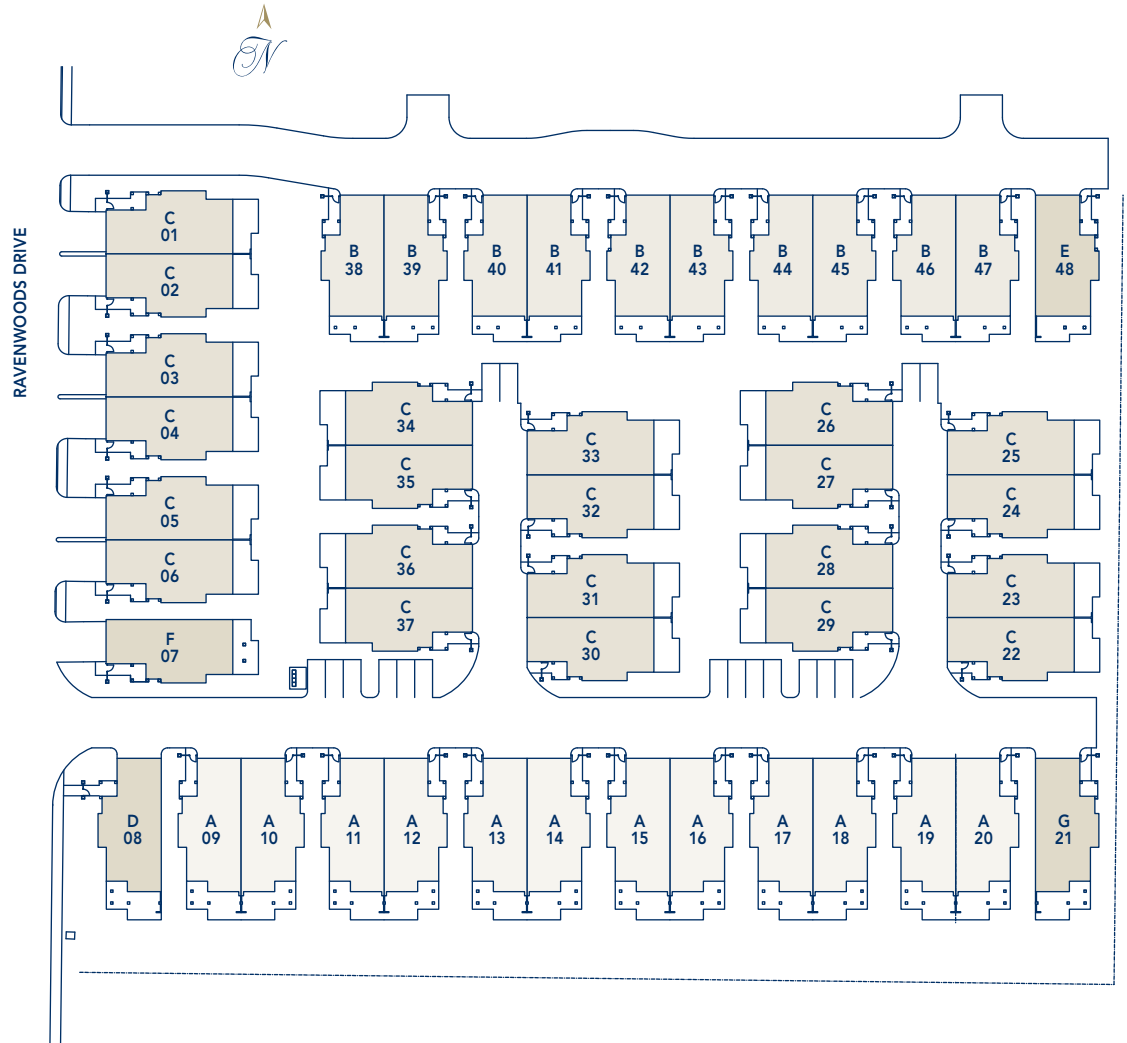 N
RAVENWOODS DRIVE
C
01
C
02
C
03
C
04
C
05
C
06
F
07
B
38
B
39
B
40
B
41
B
42
B
43
B
44
B
45
B
46
B
47
E
48
C
34
C
35
C
36
C
37
C
33
C
32
C
31
C
30
C
26
C
27
C
28
C
29
C
25
C
24
C
23
C
22
D
08
A
09
A
10
A
11
A
12
A
13
A
14
A
15
A
16
A
17
A
18
A
19
A
20
G
21